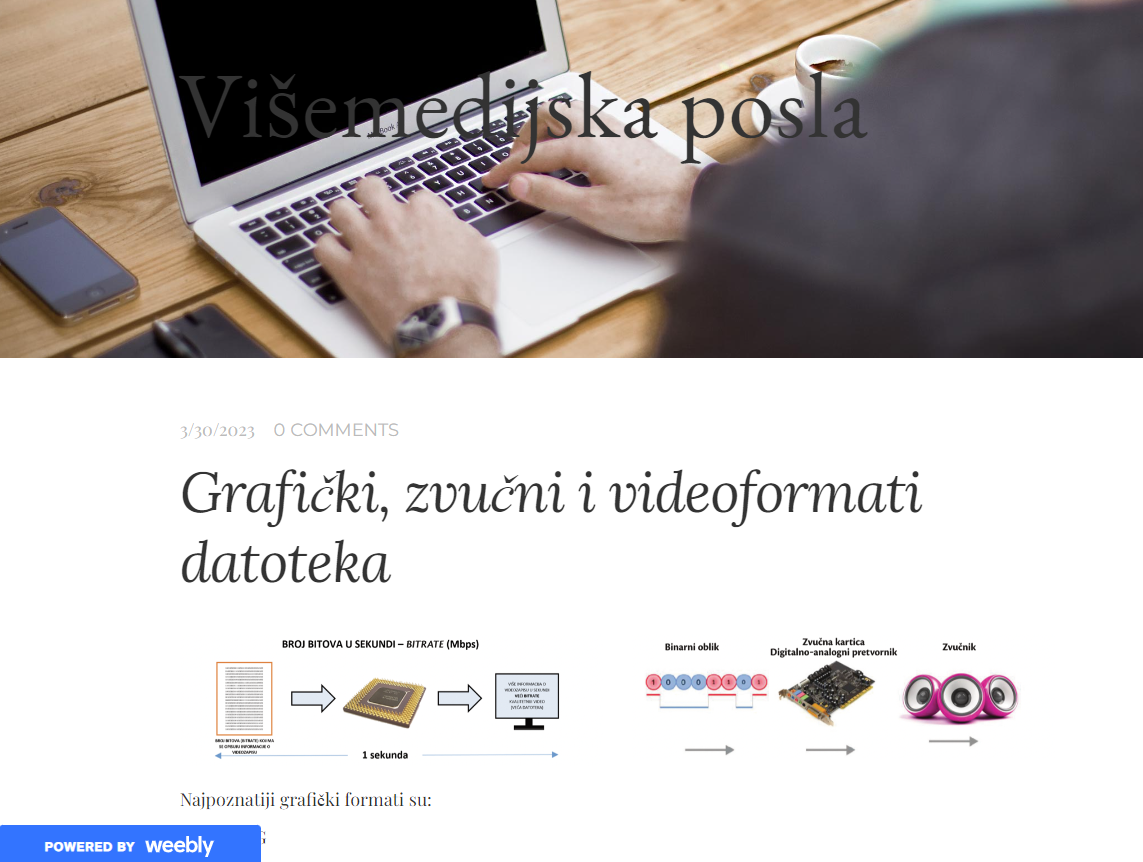 Višemedijska posla
3/30/2023 0 COMMENTS
Grafički, zvučni i videoformati
datoteka
BROJ BITOVA U SEKUNDI – BITRATE (Mbps)
BROJ BITOVA (BITRATE) KOJIMA
SE OPISUJU INFORMACIJE O
VIDEOZAPISU
VIŠE INFORMACIJA O
VIDEOZAPISU U SEKUNDI
VEĆI BITRATE
KVALITETNIJI VIDEO
(VEĆA DATOTEKA)
1 sekunda
Binarni oblik
Zvučna kartica
Digitalno-analogni pretvornik
Zvučnik
1 0 0 0 1 1 0 1
Najpoznatiji grafički formati su:
POWERED BY weebly